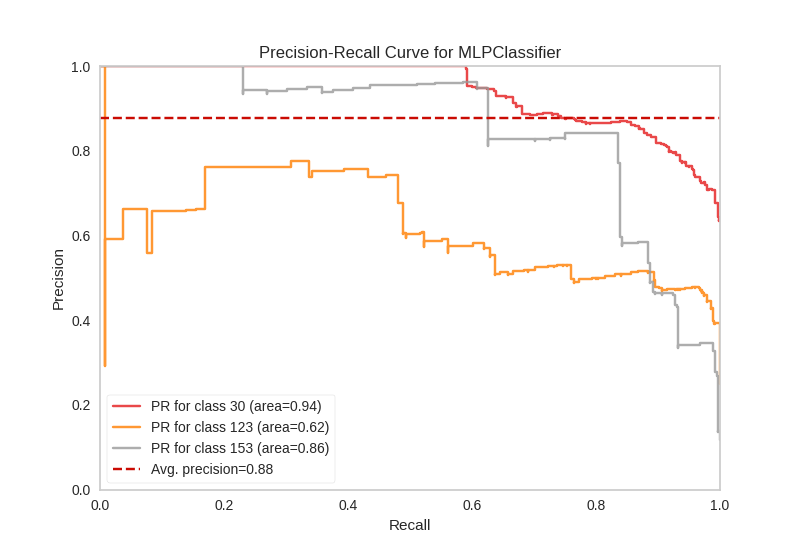 Precision-Recall Curve for MLPClassifier
1.0
0.8
0.6
0.4
0.2
0.0
Precision
PR for class 30 (area=0.94)
PR for class 123 (area=0.62)
PR for class 153 (area=0.86)
Avg. precision=0.88
0.0 0.2 0.4 0.6 0.8 1.0
Recall